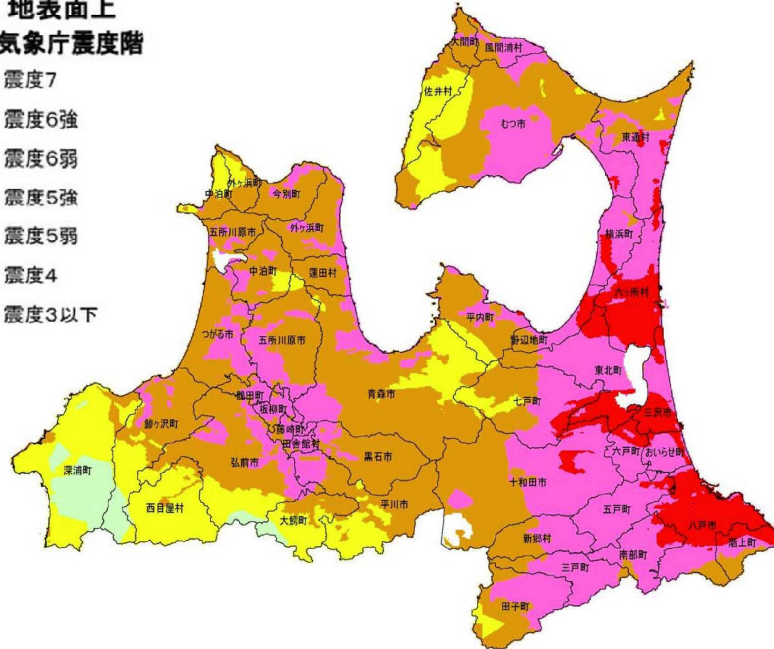 地表面上
気象庁震度階
震度7
震度6強
震度6弱
震度5強
震度5弱
震度4
震度3以下
大間町
風間浦村
佐井村
むつ市
東通村
外ヶ浜町
中泊町
今別町
五所川原市
外ヶ浜町
横浜町
中泊町
蓬田村
六ヶ所村
平内町
つがる市
五所川原市
野辺地町
東北町
青森市
七戸町
鶴田町
板柳町
三沢市
鰺ヶ沢町
藤崎町
田舎館村
六戸町
おいらせ町
黒石市
弘前市
深浦町
十和田市
西目屋村
平川市
五戸町
大鰐町
八戸市
新郷村
階上町
南部町
三戸町
田子町